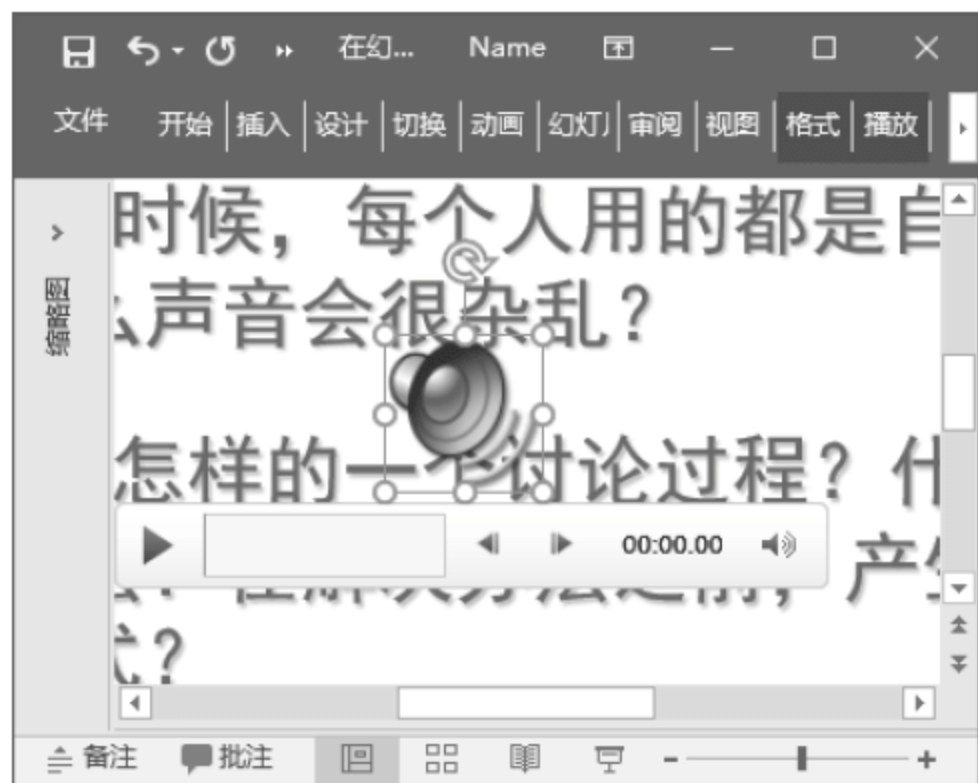 在幻... Name
文件 开始 插入 设计 切换 动画 幻灯 审阅 视图 格式 播放
时候，每个人用的都是自
么声音会很杂乱？
缩略图
怎样的一个讨论过程？什
00:00.00
，产生
式？
备注 批注